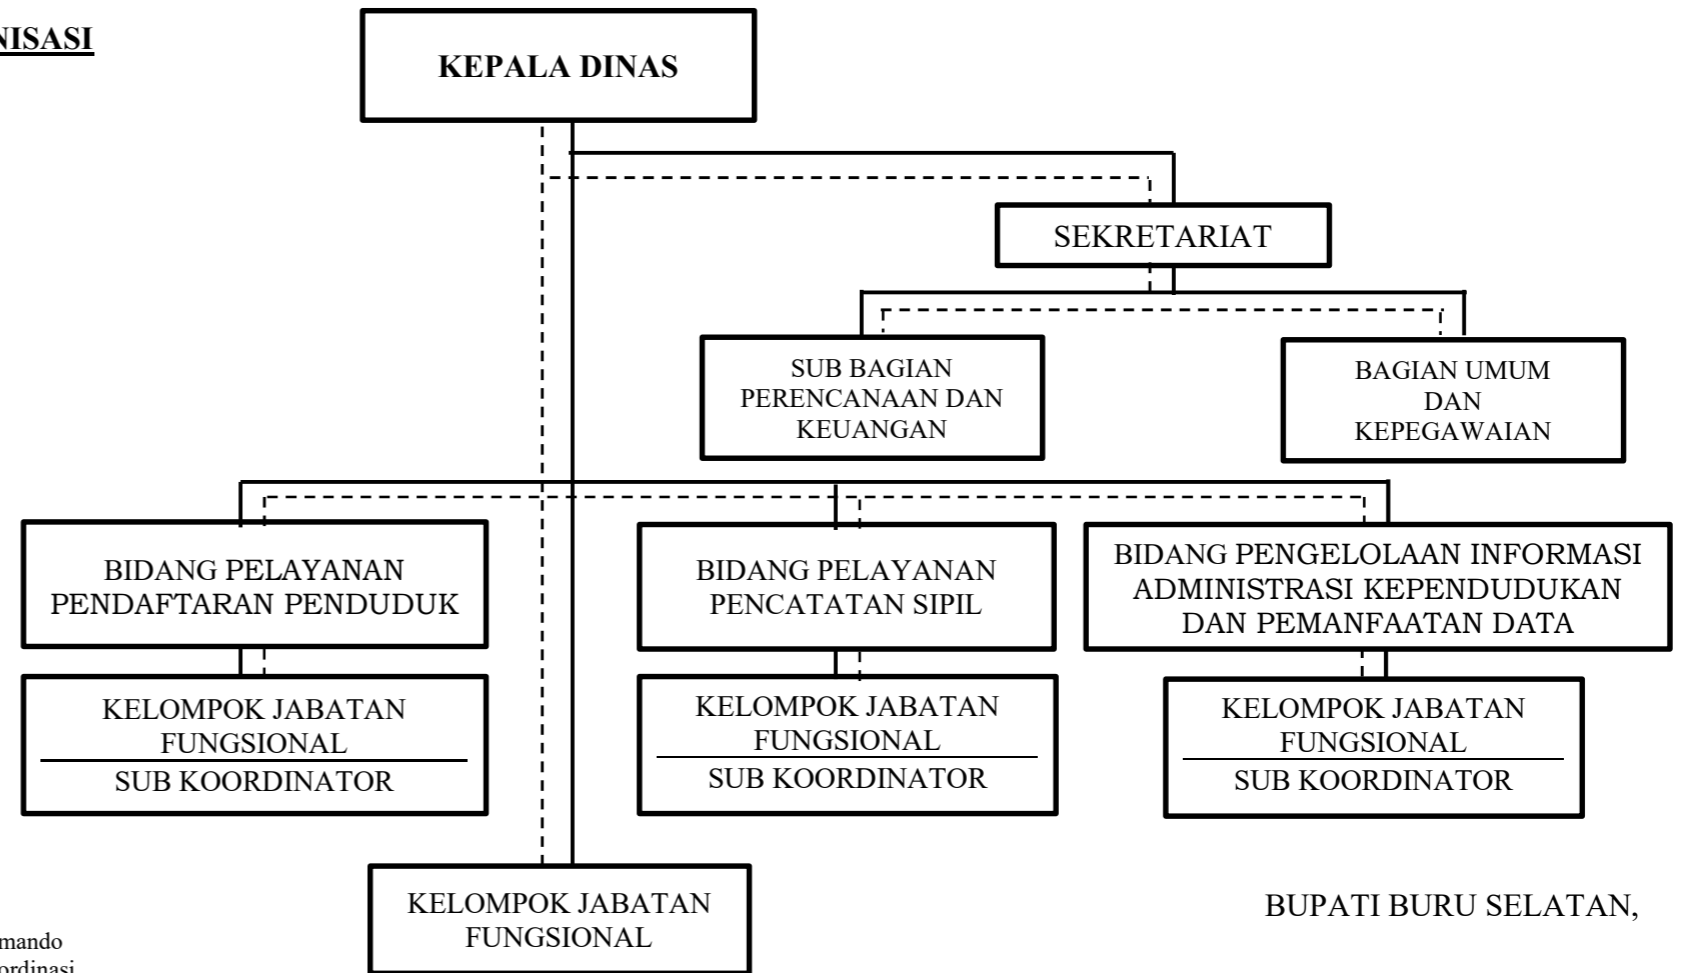 NISASI
KEPALA DINAS
SEKRETARIAT
SUB BAGIAN
PERENCANAAN DAN
KEUANGAN
BAGIAN UMUM
DAN
KEPEGAWAIAN
BIDANG PELAYANAN
PENDAFTARAN PENDUDUK
BIDANG PELAYANAN
PENCATATAN SIPIL
BIDANG PENGELOLAAN INFORMASI
ADMINISTRASI KEPENDUDUKAN
DAN PEMANFAATAN DATA
KELOMPOK JABATAN
FUNGSIONAL
SUB KOORDINATOR
KELOMPOK JABATAN
FUNGSIONAL
SUB KOORDINATOR
KELOMPOK JABATAN
FUNGSIONAL
SUB KOORDINATOR
KELOMPOK JABATAN
FUNGSIONAL
BUPATI BURU SELATAN,
mando
ordinasi